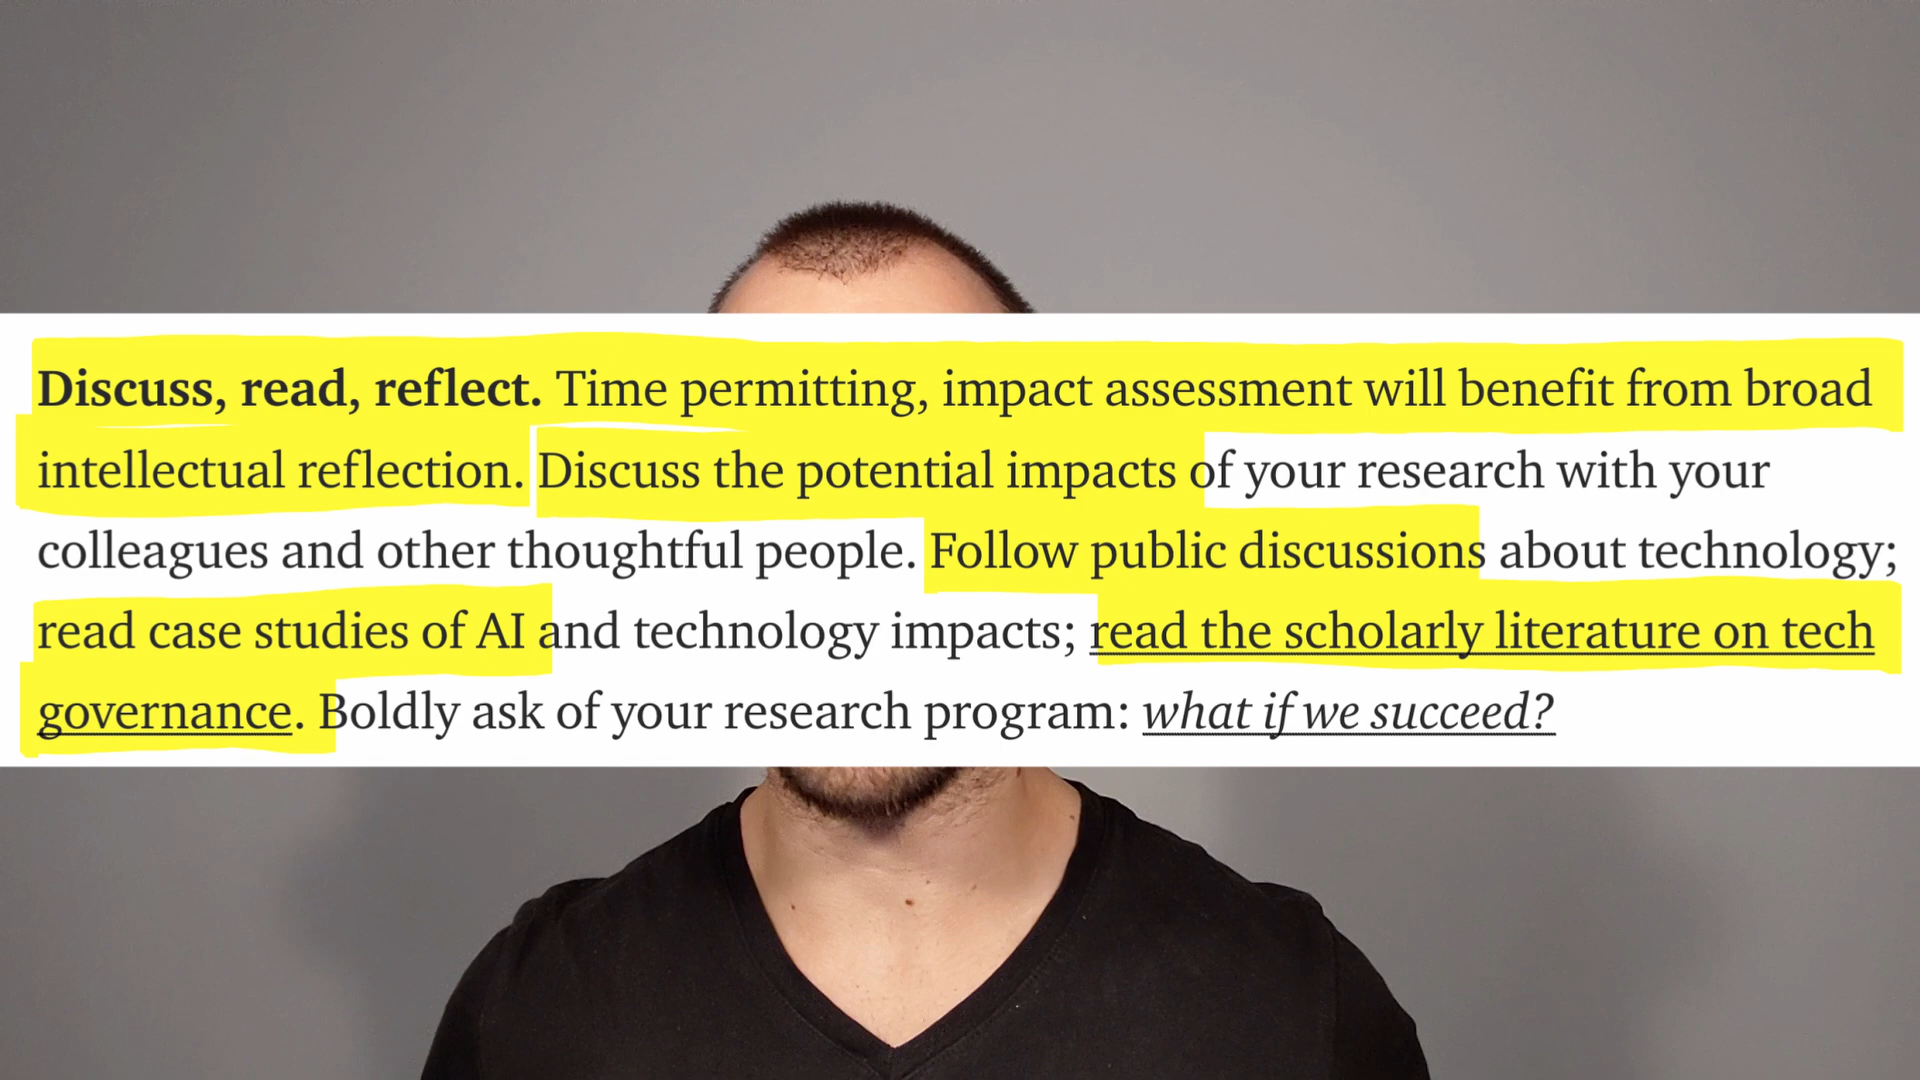 Discuss, read, reflect. Time permitting, impact assessment will benefit from broad
intellectual reflection. Discuss the potential impacts of your research with your
colleagues and other thoughtful people. Follow public discussions about technology;
read case studies of AI and technology impacts; read the scholarly literature on tech
governance. Boldly ask of your research program: what if we succeed?